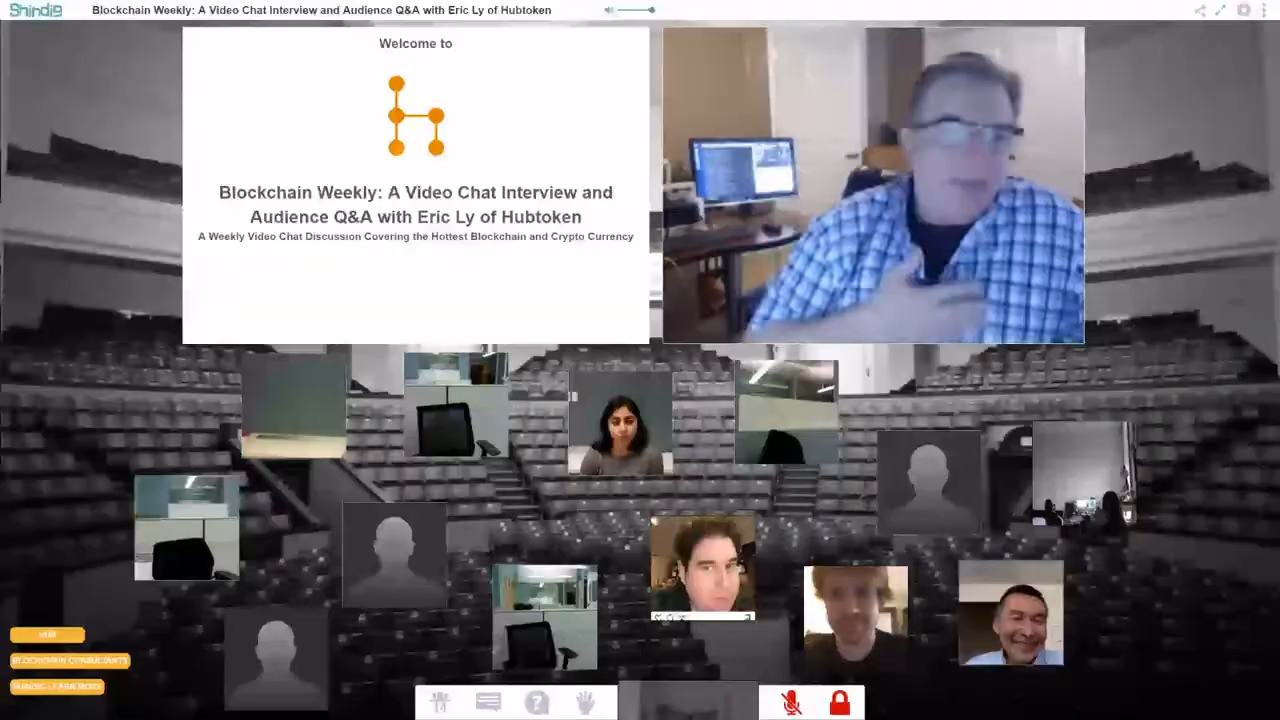 Shindig
Blockchain Weekly: A Video Chat Interview and Audience Q&A with Eric Ly of Hubtoken
Welcome to
Blockchain Weekly: A Video Chat Interview and
Audience Q&A with Eric Ly of Hubtoken
A Weekly Video Chat Discussion Covering the Hottest Blockchain and Crypto Currency
BLOCKCHAIN CONSULTANTS